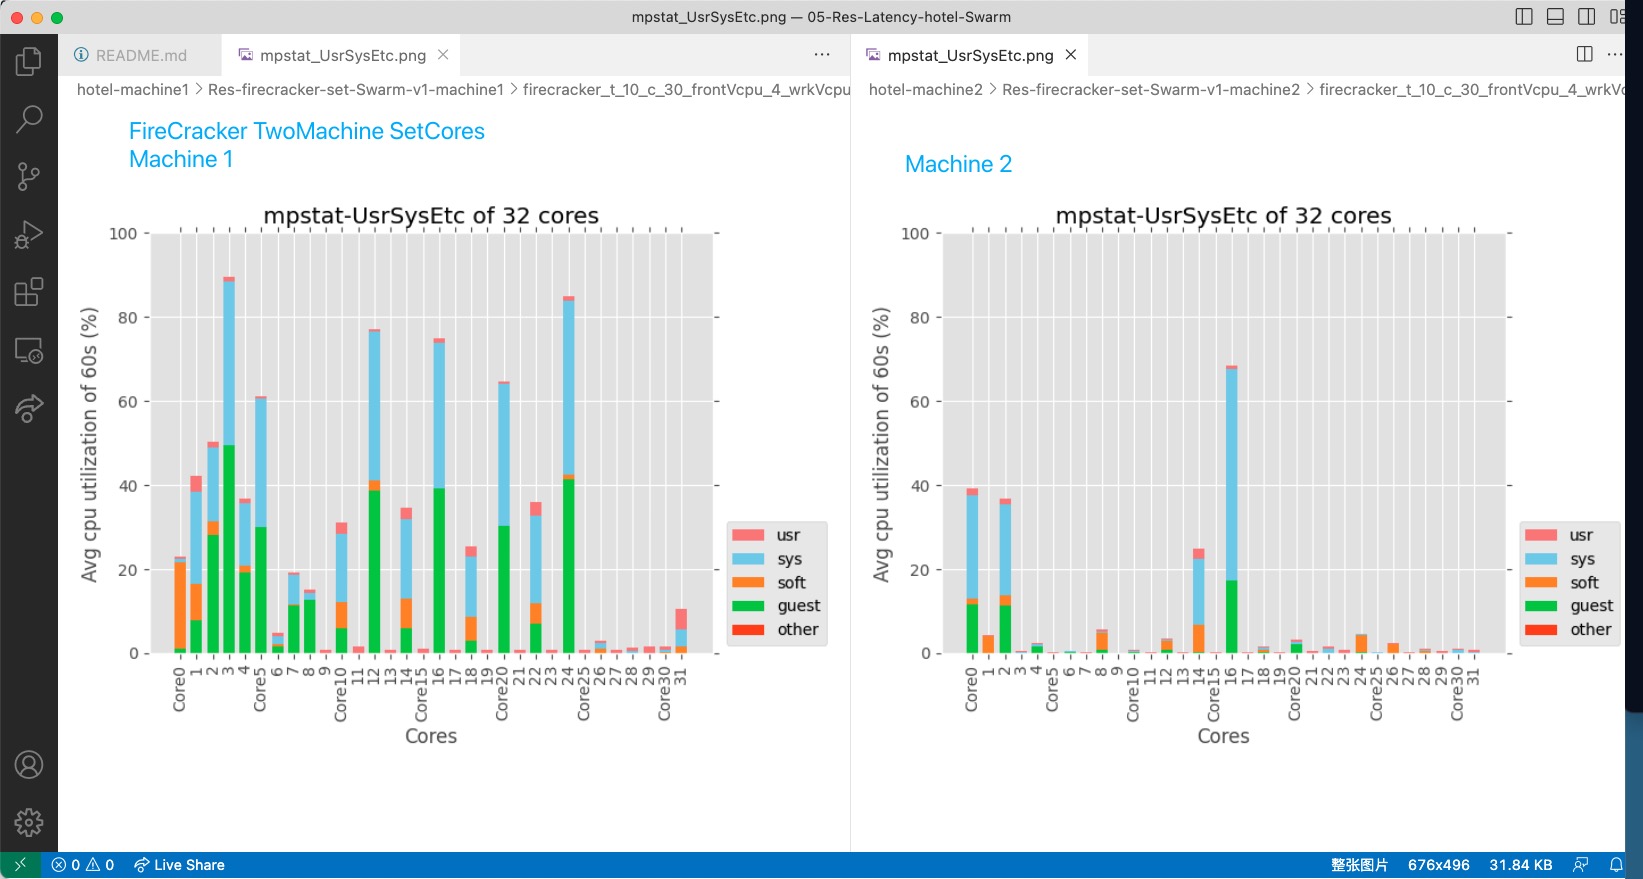 mpstat_UsrSysEtc.png — 05-Res-Latency-hotel-Swarm
README.md
mpstat_UsrSysEtc.png
hotel-machine1 > Res-firecracker-set-Swarm-v1-machine1 > firecracker_t_10_c_30_frontVcpu_4_wrkVcpu
FireCracker TwoMachine SetCores
Machine 1
mpstat-UsrSysEtc of 32 cores
Avg cpu utilization of 60s (%)
100
80
60
40
20
0
Core0
1
2
3
4
Core5
6
7
8
9
Core10
11
12
13
14
Core15
16
17
18
19
Core20
21
22
23
24
Core25
26
27
28
29
Core30
31
Cores
usr
sys
soft
guest
other
mpstat_UsrSysEtc.png
hotel-machine2 > Res-firecracker-set-Swarm-v1-machine2 > firecracker_t_10_c_30_frontVcpu_4_wrkVc
Machine 2
mpstat-UsrSysEtc of 32 cores
Avg cpu utilization of 60s (%)
100
80
60
40
20
0
Core0
1
2
3
4
Core5
6
7
8
9
Core10
11
12
13
14
Core15
16
17
18
19
Core20
21
22
23
24
Core25
26
27
28
29
Core30
31
Cores
usr
sys
soft
guest
other
0 0 Live Share
整张图片 676x496 31.84 KB